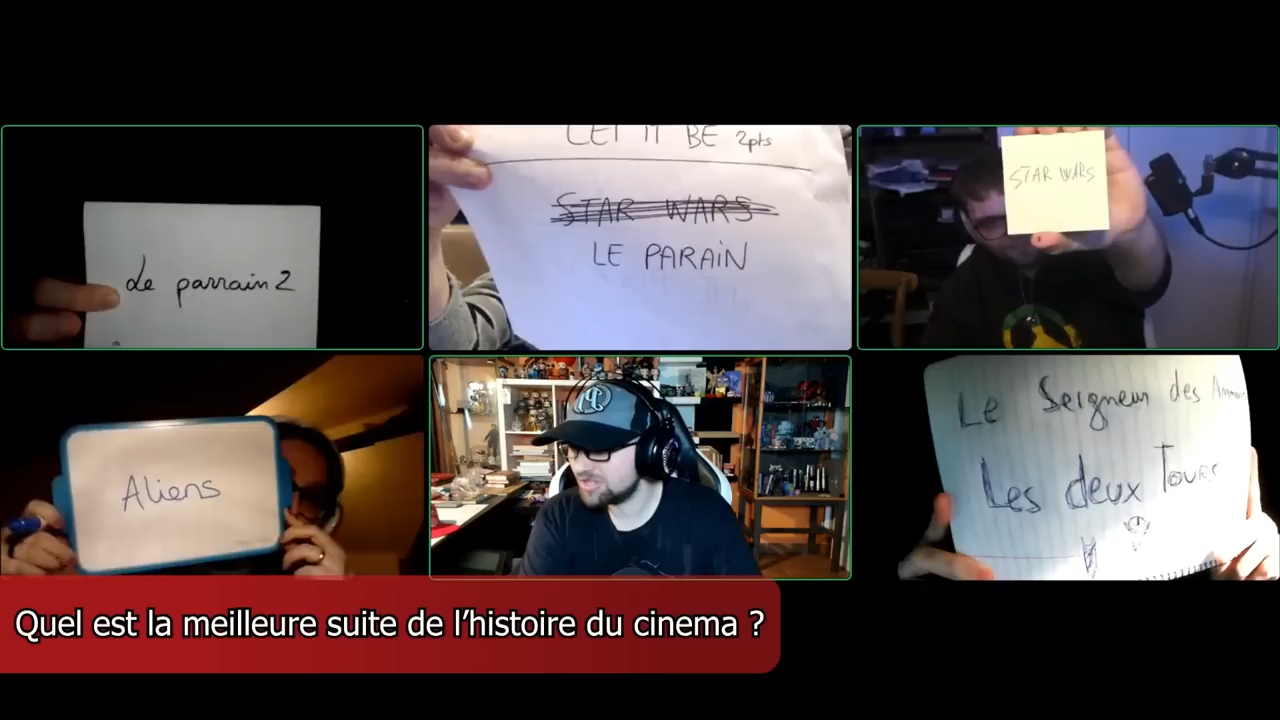 Le parrain 2
LET IT BE 2pts
STAR WARS
LE PARAIN
STAR WARS
Aliens
Le Seigneur des
Les deux Tours
Quel est la meilleure suite de l’histoire du cinema ?